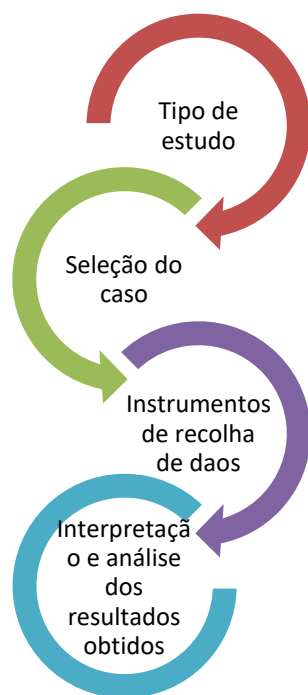 Tipo de
estudo
Seleção do
caso
Instrumentos
de recolha
de daos
Interpretaçã
o e análise
dos
resultados
obtidos